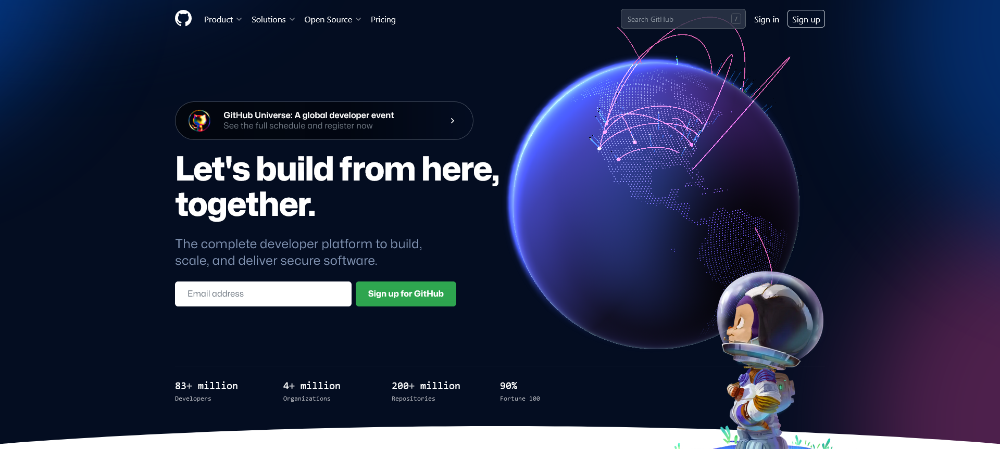 Product Solutions Open Source Pricing Search GitHub / Sign in Sign up
GitHub Universe: A global developer event
See the full schedule and register now
Let's build from here,
together.
The complete developer platform to build,
scale, and deliver secure software.
Email address Sign up for GitHub
83+ million 4+ million 200+ million 90%
Developers Organizations Repositories Fortune 100